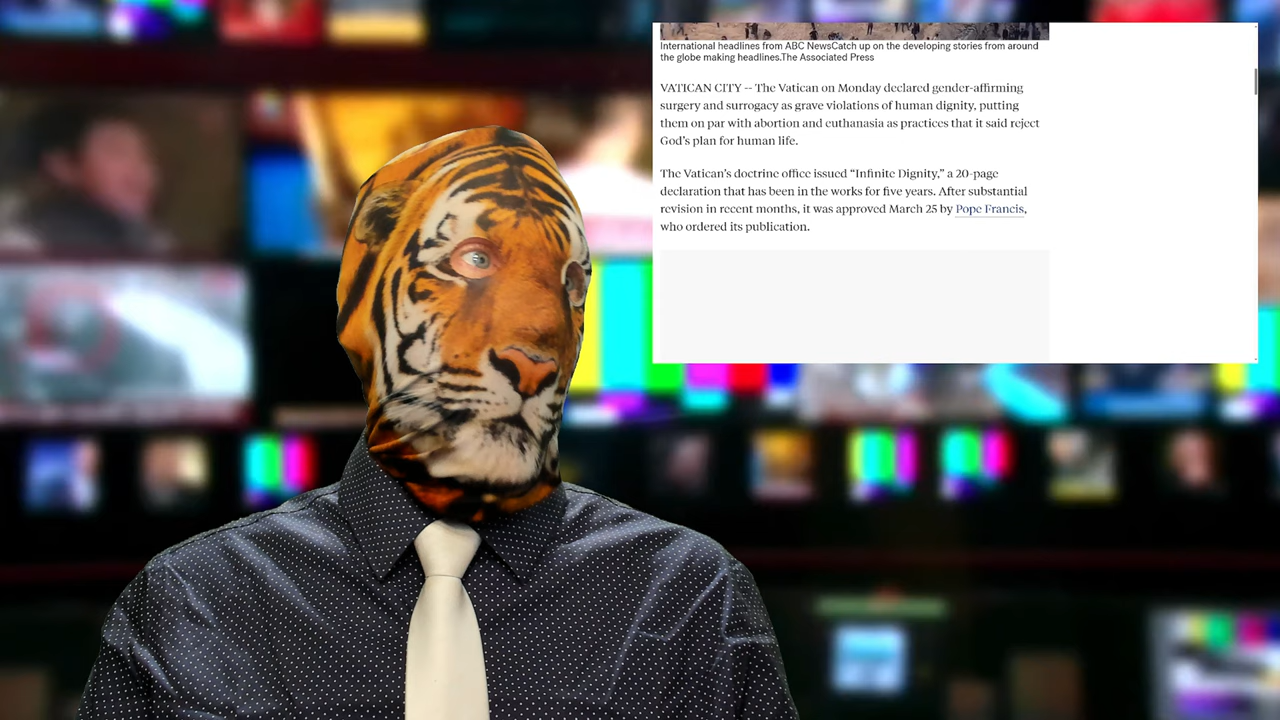 International headlines from ABC NewsCatch up on the developing stories from around
the globe making headlines.The Associated Press
VATICAN CITY -- The Vatican on Monday declared gender-affirming
surgery and surrogacy as grave violations of human dignity, putting
them on par with abortion and euthanasia as practices that it said reject
God’s plan for human life.
The Vatican’s doctrine office issued “Infinite Dignity,” a 20-page
declaration that has been in the works for five years. After substantial
revision in recent months, it was approved March 25 by Pope Francis,
who ordered its publication.